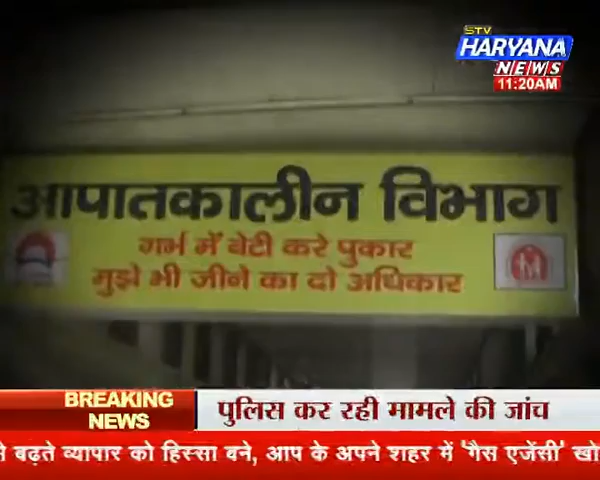 STV
HARYANA
NEWS
11:20AM
आपातकालीन विभाग
गर्भ में बेटी करे पुकार
मुझे भी जीने का दो अधिकार
BREAKING
NEWS
पुलिस कर रही मामले की जांच
से बढ़ते व्यापार को हिस्सा बने, आप के अपने शहर में 'गैस एजेंसी' खो